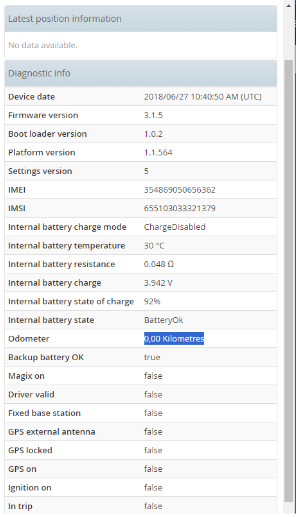 Latest position information
No data available.
Diagnostic info
Device date 2018/06/27 10:40:50 AM (UTC)
Firmware version 3.1.5
Boot loader version 1.0.2
Platform version 1.1.564
Settings version 5
IMEI 354869050656362
IMSI 655103033321379
Internal battery charge mode ChargeDisabled
Internal battery temperature 30 °C
Internal battery resistance 0.048 Ω
Internal battery charge 3.942 V
Internal battery state of charge 92%
Internal battery state BatteryOk
Odometer 0,00 Kilometres
Backup battery OK true
Magix on false
Driver valid false
Fixed base station false
GPS external antenna false
GPS locked false
GPS on false
Ignition on false
In trip false